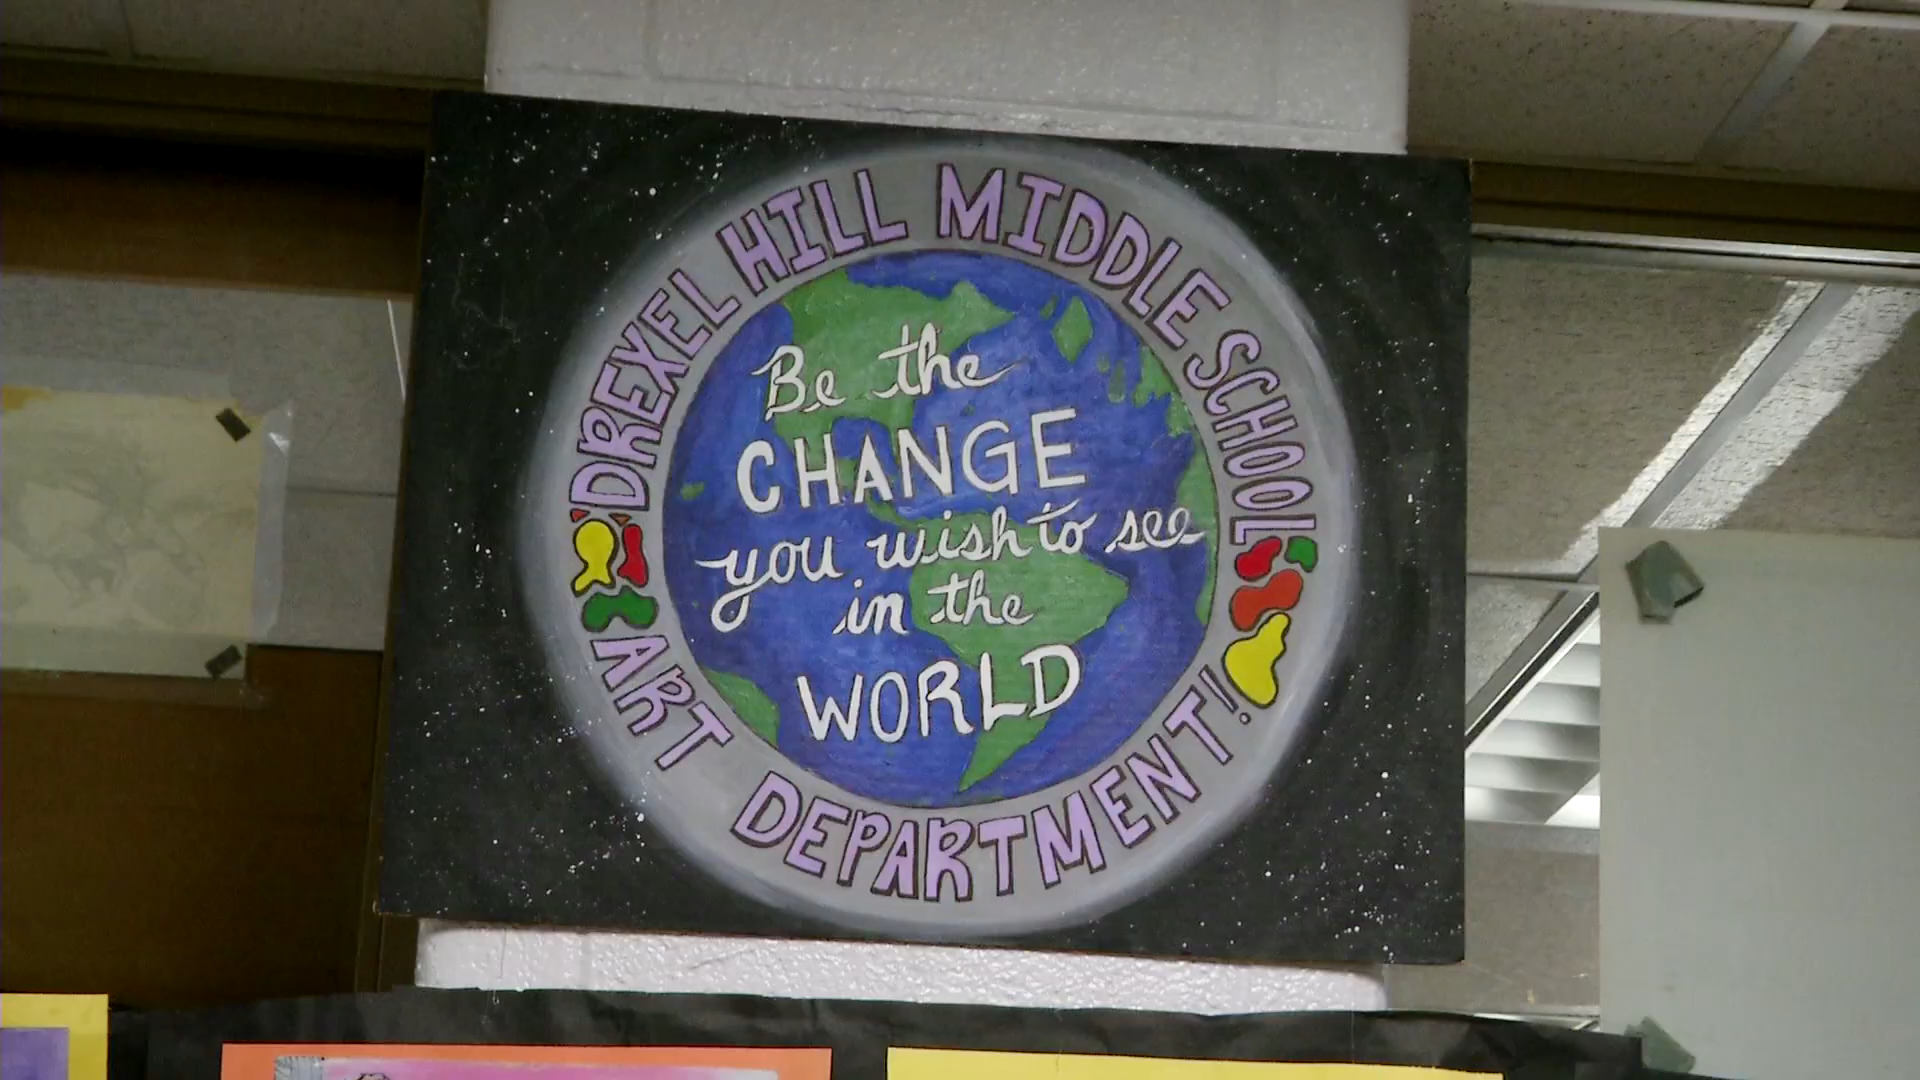 DREXEL HILL MIDDLE SCHOOL
Be the
CHANGE
you wish to see
in the
WORLD
ART DEPARTMENT!